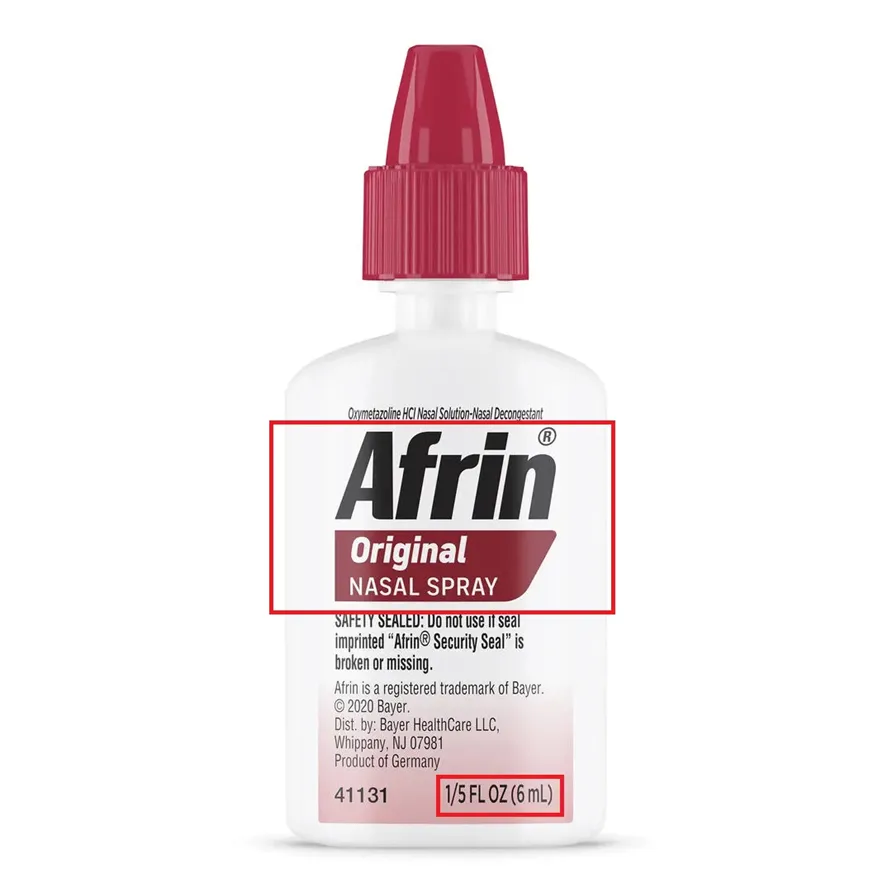 Oxymetazoline HCl Nasal Solution-Nasal Decongestant
Afrin®
Original
NASAL SPRAY
SAFETY SEALED: Do not use if seal
imprinted “Afrin® Security Seal” is
broken or missing.
Afrin is a registered trademark of Bayer.
© 2020 Bayer.
Dist. by: Bayer HealthCare LLC,
Whippany, NJ 07981
Product of Germany
41131 1/5 FL OZ (6 mL)